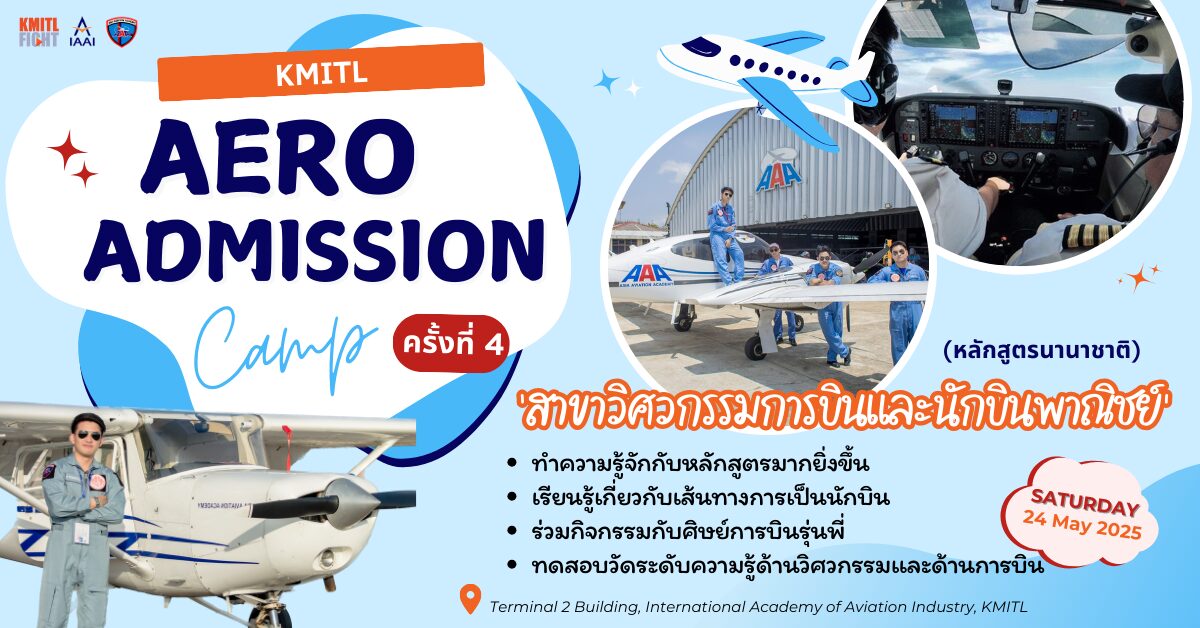 KMITL
FIGHT
IAAI
KMITL
AERO
ADMISSION
Camp
ครั้งที่ 4
AAA
AAA
ASIA AVIATION ACADEMY
(หลักสูตรนานาชาติ)
'สาขาวิศวกรรมการบินและนักบินพาณิชย์'
• ทำความรู้จักกับหลักสูตรมากยิ่งขึ้น
• เรียนรู้เกี่ยวกับเส้นทางการเป็นนักบิน
• ร่วมกิจกรรมกับศิษย์การบินรุ่นพี่
• ทดสอบวัดระดับความรู้ด้านวิศวกรรมและด้านการบิน
SATURDAY
24 May 2025
Terminal 2 Building, International Academy of Aviation Industry, KMITL